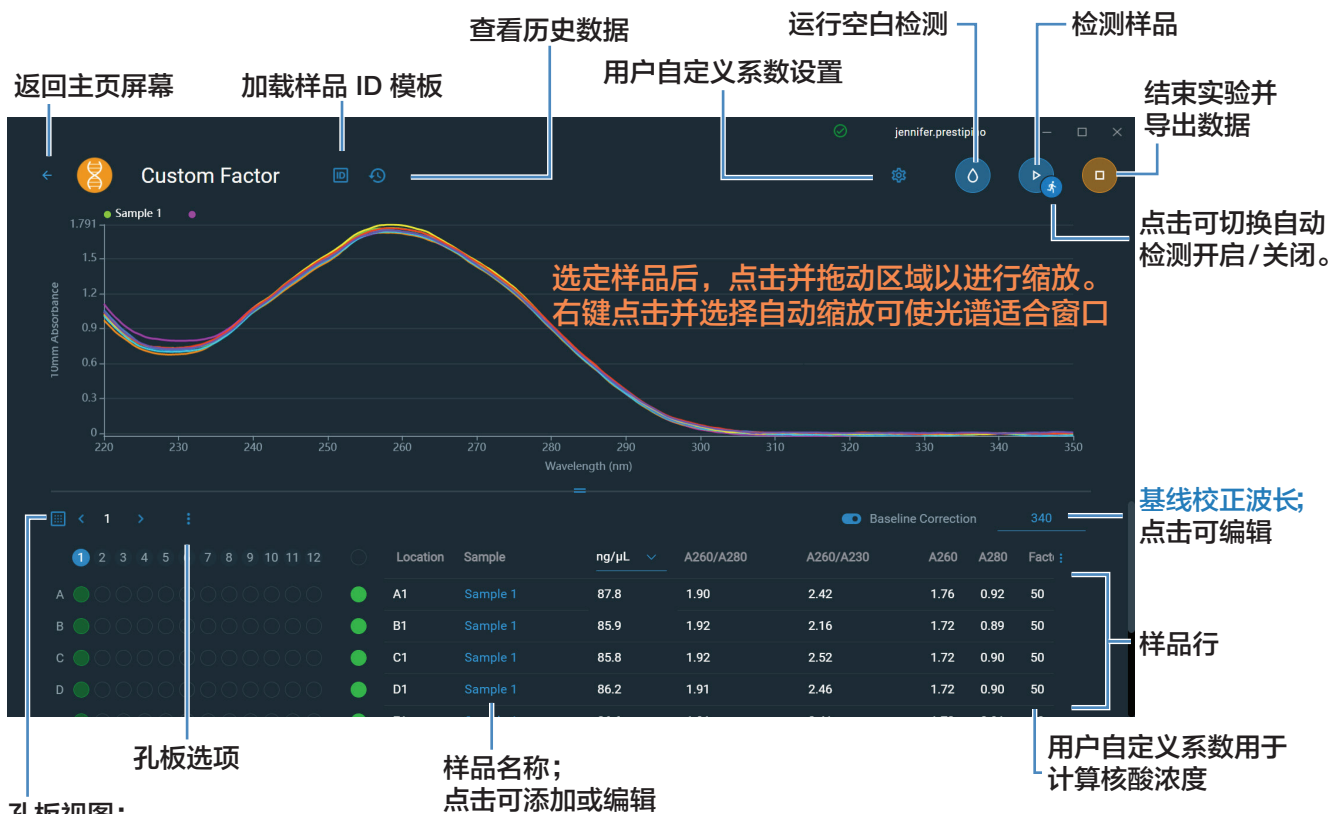 查看历史数据
运行空白检测
检测样品
返回主页屏幕
加载样品 ID 模板
用户自定义系数设置
结束实验并
导出数据
Custom Factor
ID
点击可切换自动
检测开启/关闭。
Sample 1
1.791
1.5
1.2
0.9
0.6
0.3
0
10mm Absorbance
选定样品后，点击并拖动区域以进行缩放。
右键点击并选择自动缩放可使光谱适合窗口
220 230 240 250 260 270 280 290 300 310 320 330 340 350
Wavelength (nm)
基线校正波长;
点击可编辑
1
Baseline Correction 340
1 2 3 4 5 7 8 9 10 11 12
Location Sample ng/µL A260/A280 A260/A230 A260 A280
A A1 Sample 1 87.8 1.90 2.42 1.76 0.92 50
B B1 Sample 1 85.9 1.92 2.16 1.72 0.89 50
C C1 Sample 1 85.8 1.92 2.52 1.72 0.90 50
D D1 Sample 1 86.2 1.91 2.46 1.72 0.90 50
样品行
孔板选项
样品名称；
点击可添加或编辑
用户自定义系数用于
计算核酸浓度
孔板视图；